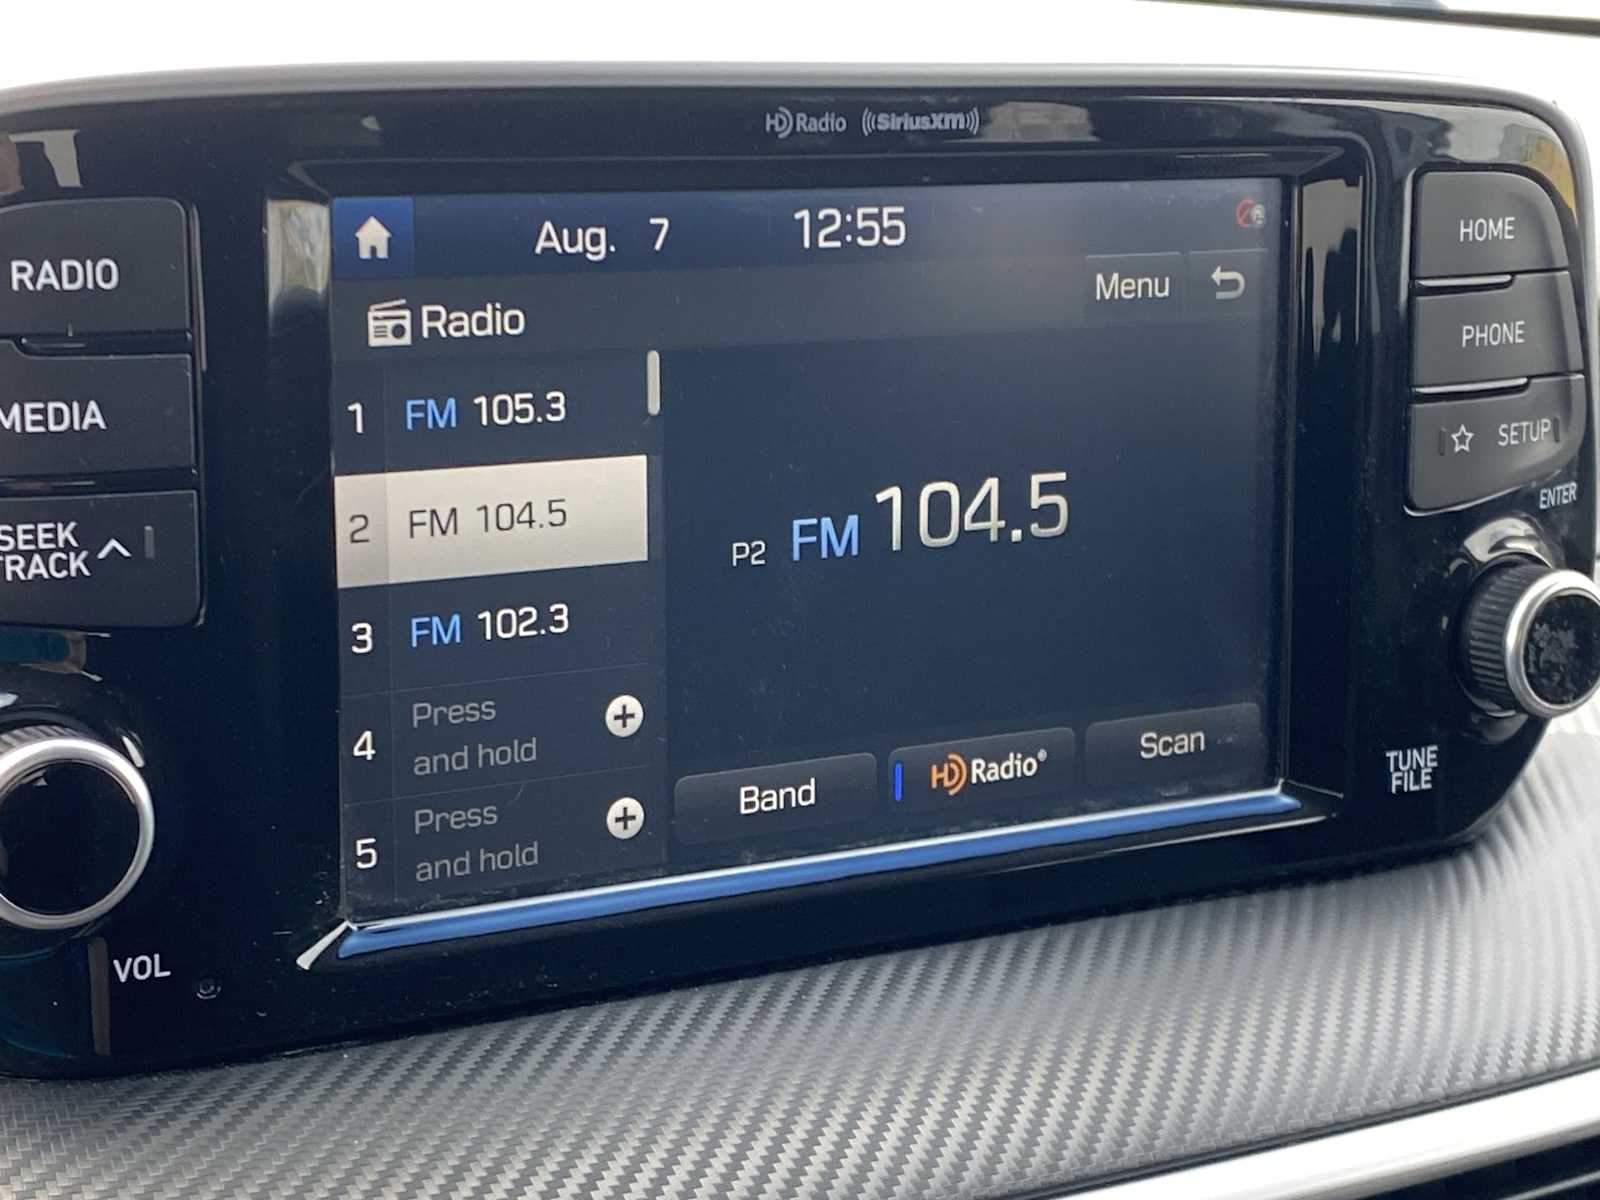 HD Radio ((SiriusXM))
RADIO
MEDIA
SEEK
TRACK
VOL
Aug. 7 12:55
Radio
Menu
1 FM 105.3
2 FM 104.5
3 FM 102.3
4 Press
and hold
5 Press
and hold
P2 FM 104.5
Band
HD Radio®
Scan
HOME
PHONE
SETUP
ENTER
TUNE
FILE